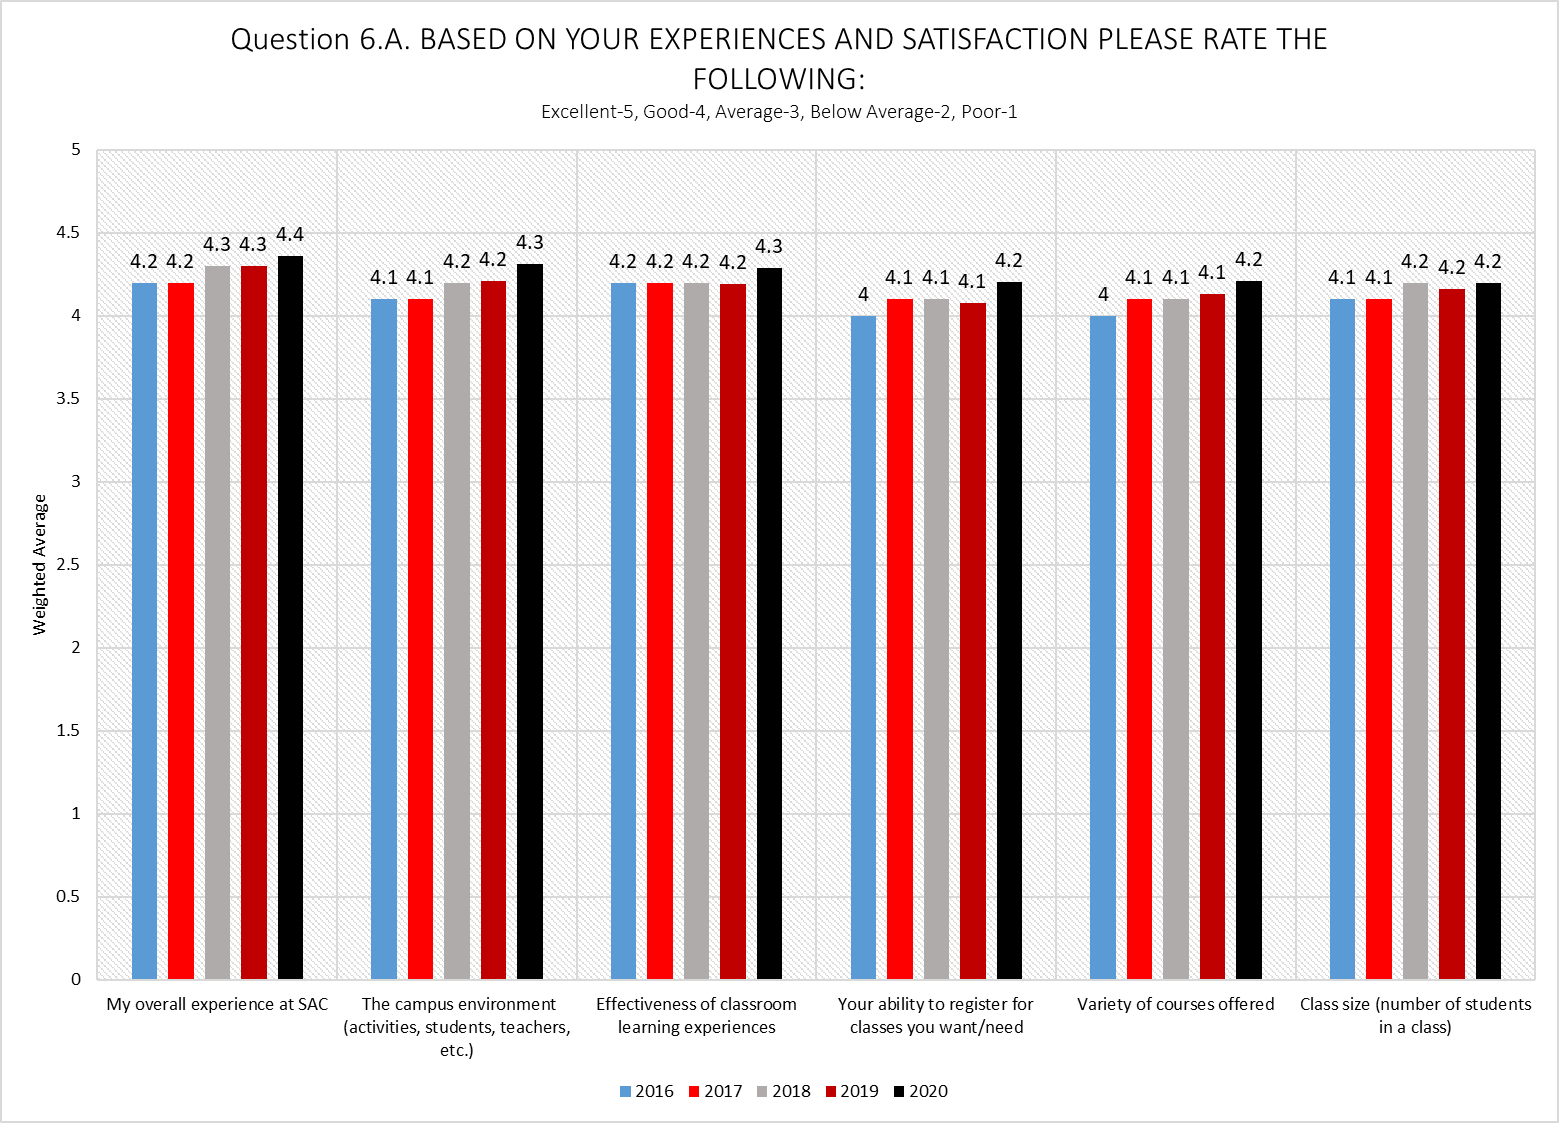 Question 6.A. BASED ON YOUR EXPERIENCES AND SATISFACTION PLEASE RATE THE
FOLLOWING:
Excellent-5, Good-4, Average-3, Below Average-2, Poor-1
5
4.5
4
3.5
3
2.5
2
1.5
1
0.5
0
Weighted Average
4.2 4.2 4.3 4.3 4.4
4.1 4.1 4.2 4.2 4.3
4.2 4.2 4.2 4.2 4.3
4 4.1 4.1 4.1 4.2
4 4.1 4.1 4.1 4.2
4.1 4.1 4.2 4.2 4.2
My overall experience at SAC
The campus environment
(activities, students, teachers,
etc.)
Effectiveness of classroom
learning experiences
Your ability to register for
classes you want/need
Variety of courses offered
Class size (number of students
in a class)
2016 2017 2018 2019 2020